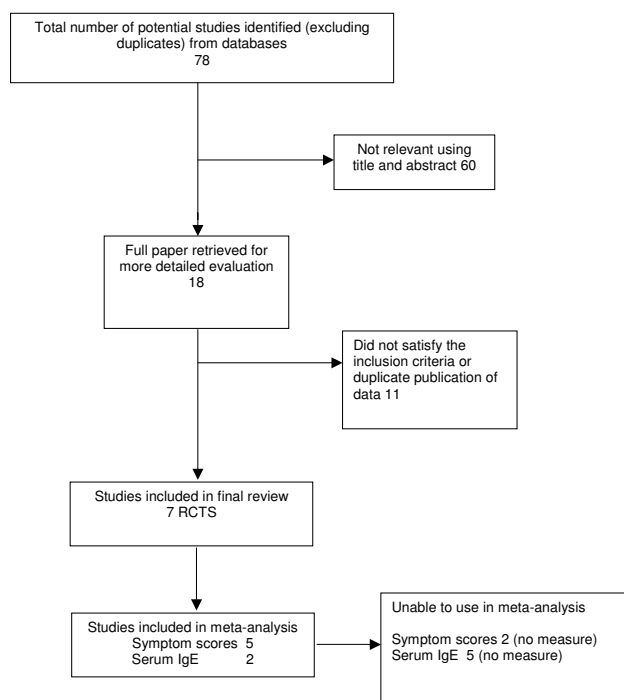 Total number of potential studies identified (excluding
duplicates) from databases
78
Not relevant using
title and abstract 60
Full paper retrieved for
more detailed evaluation
18
Did not satisfy the
inclusion criteria or
duplicate publication of
data 11
Studies included in final review
7 RCTS
Studies included in meta-analysis
Symptom scores 5
Serum IgE 2
Unable to use in meta-analysis
Symptom scores 2 (no measure)
Serum IgE 5 (no measure)